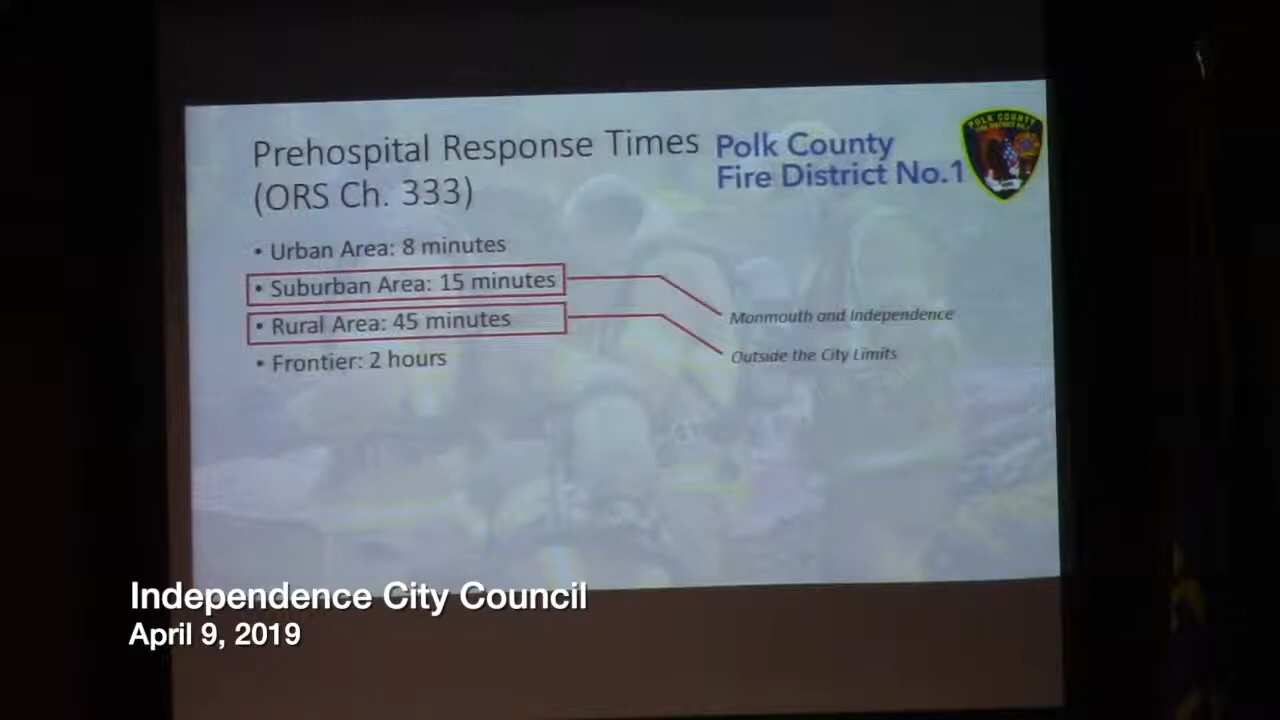 Prehospital Response Times
(ORS Ch. 333)
Polk County
Fire District No.1
POLK COUNTY
• Urban Area: 8 minutes
• Suburban Area: 15 minutes
• Rural Area: 45 minutes
• Frontier: 2 hours
Monmouth and Independence
Outside the City Limits
Independence City Council
April 9, 2019